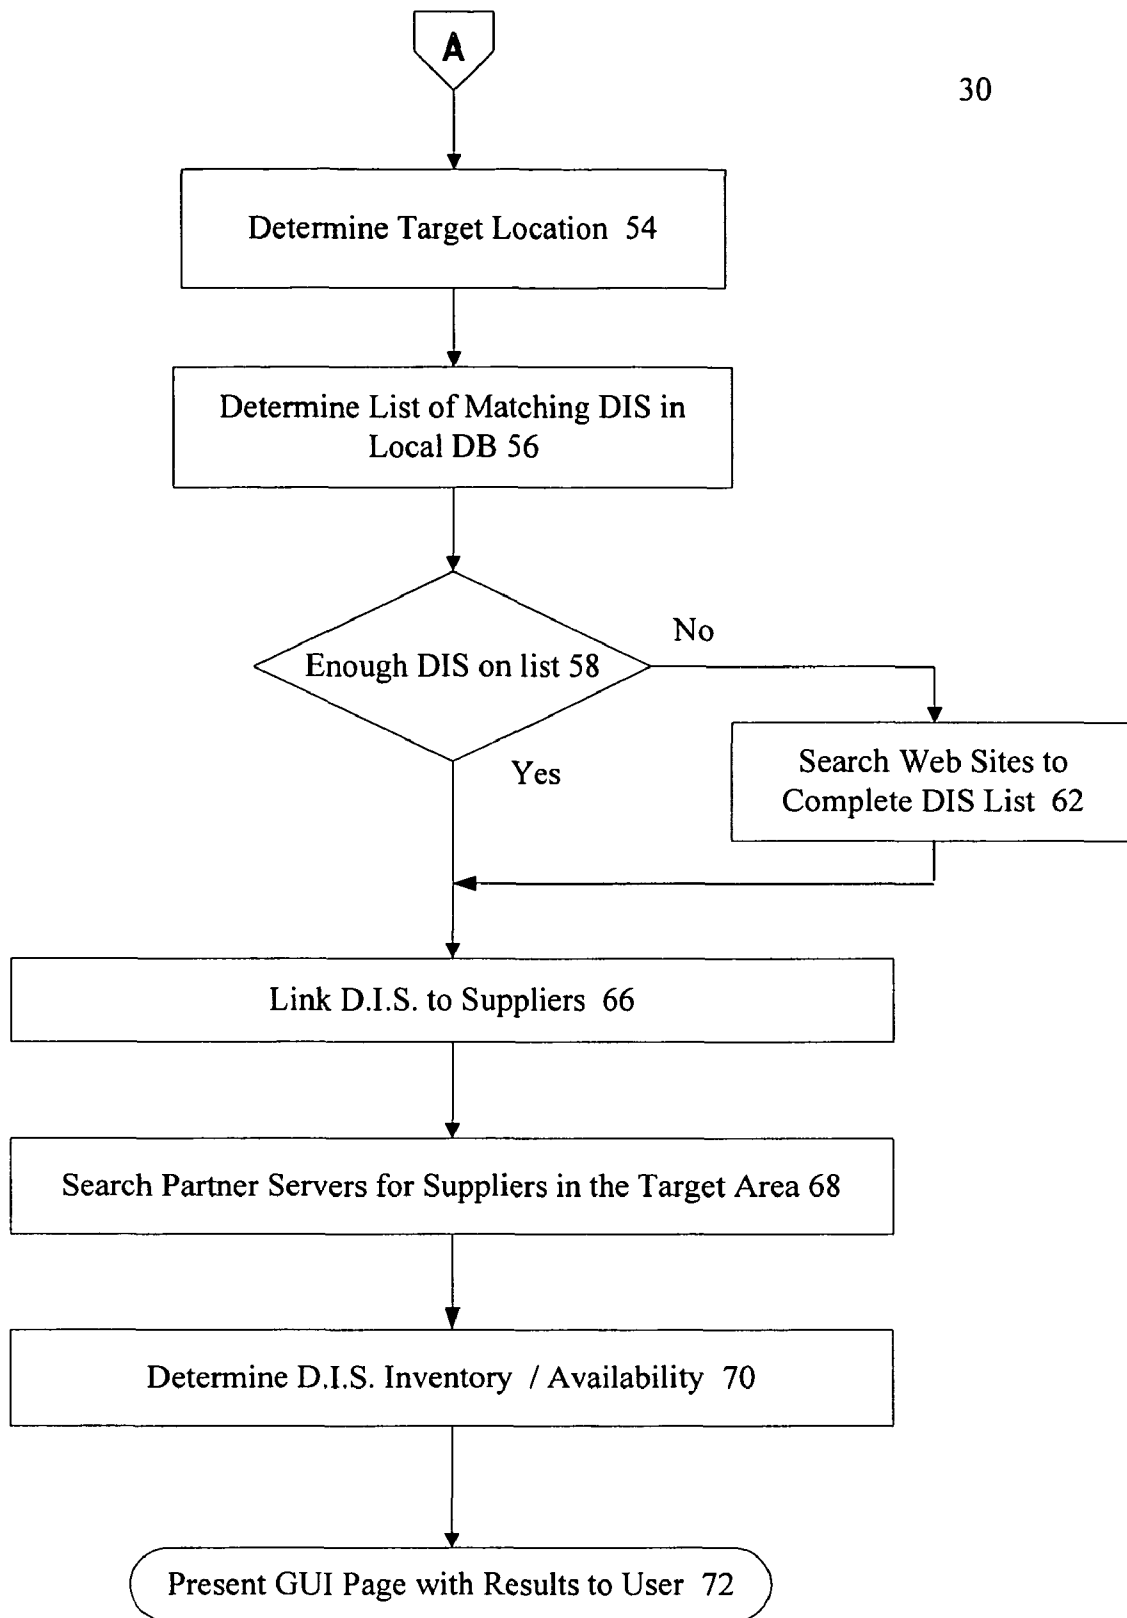 A
30
Determine Target Location 54
Determine List of Matching DIS in
Local DB 56
No
Enough DIS on list 58
Yes
Search Web Sites to
Complete DIS List 62
Link D.I.S. to Suppliers 66
Search Partner Servers for Suppliers in the Target Area 68
Determine D.I.S. Inventory / Availability 70
Present GUI Page with Results to User 72